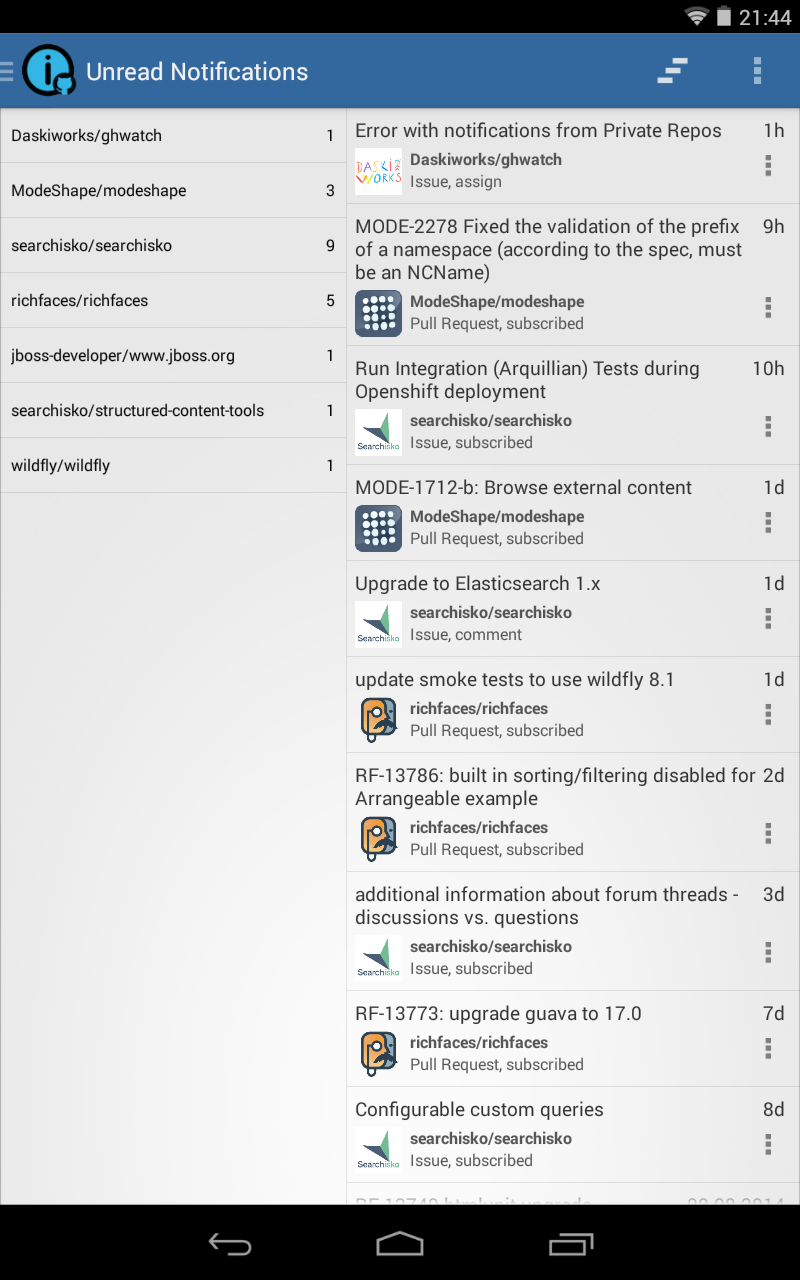 21:44
Unread Notifications
Daskiworks/ghwatch 1
ModeShape/modeshape 3
searchisko/searchisko 9
richfaces/richfaces 5
jboss-developer/www.jboss.org 1
searchisko/structured-content-tools 1
wildfly/wildfly 1
Error with notifications from Private Repos 1h
DASKI
WORKS
Daskiworks/ghwatch
Issue, assign
MODE-2278 Fixed the validation of the prefix 9h
of a namespace (according to the spec, must
be an NCName)
ModeShape/modeshape
Pull Request, subscribed
Run Integration (Arquillian) Tests during 10h
Openshift deployment
Searchisko
searchisko/searchisko
Issue, subscribed
MODE-1712-b: Browse external content 1d
ModeShape/modeshape
Pull Request, subscribed
Upgrade to Elasticsearch 1.x 1d
Searchisko
searchisko/searchisko
Issue, comment
update smoke tests to use wildfly 8.1 1d
richfaces/richfaces
Pull Request, subscribed
RF-13786: built in sorting/filtering disabled for 2d
Arrangeable example
richfaces/richfaces
Pull Request, subscribed
additional information about forum threads - 3d
discussions vs. questions
Searchisko
searchisko/searchisko
Issue, subscribed
RF-13773: upgrade guava to 17.0 7d
richfaces/richfaces
Pull Request, subscribed
Configurable custom queries 8d
Searchisko
searchisko/searchisko
Issue, subscribed